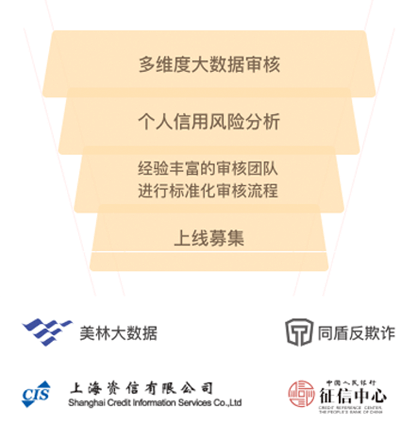 多维度大数据审核
个人信用风险分析
经验丰富的审核团队
进行标准化审核流程
上线募集
美林大数据
同盾反欺诈
CIS
上海资信有限公司
Shanghai Credit Information Services Co.,Ltd
中国人民银行
征信中心
CREDIT REFERENCE CENTER
THE PEOPLE'S BANK OF CHINA